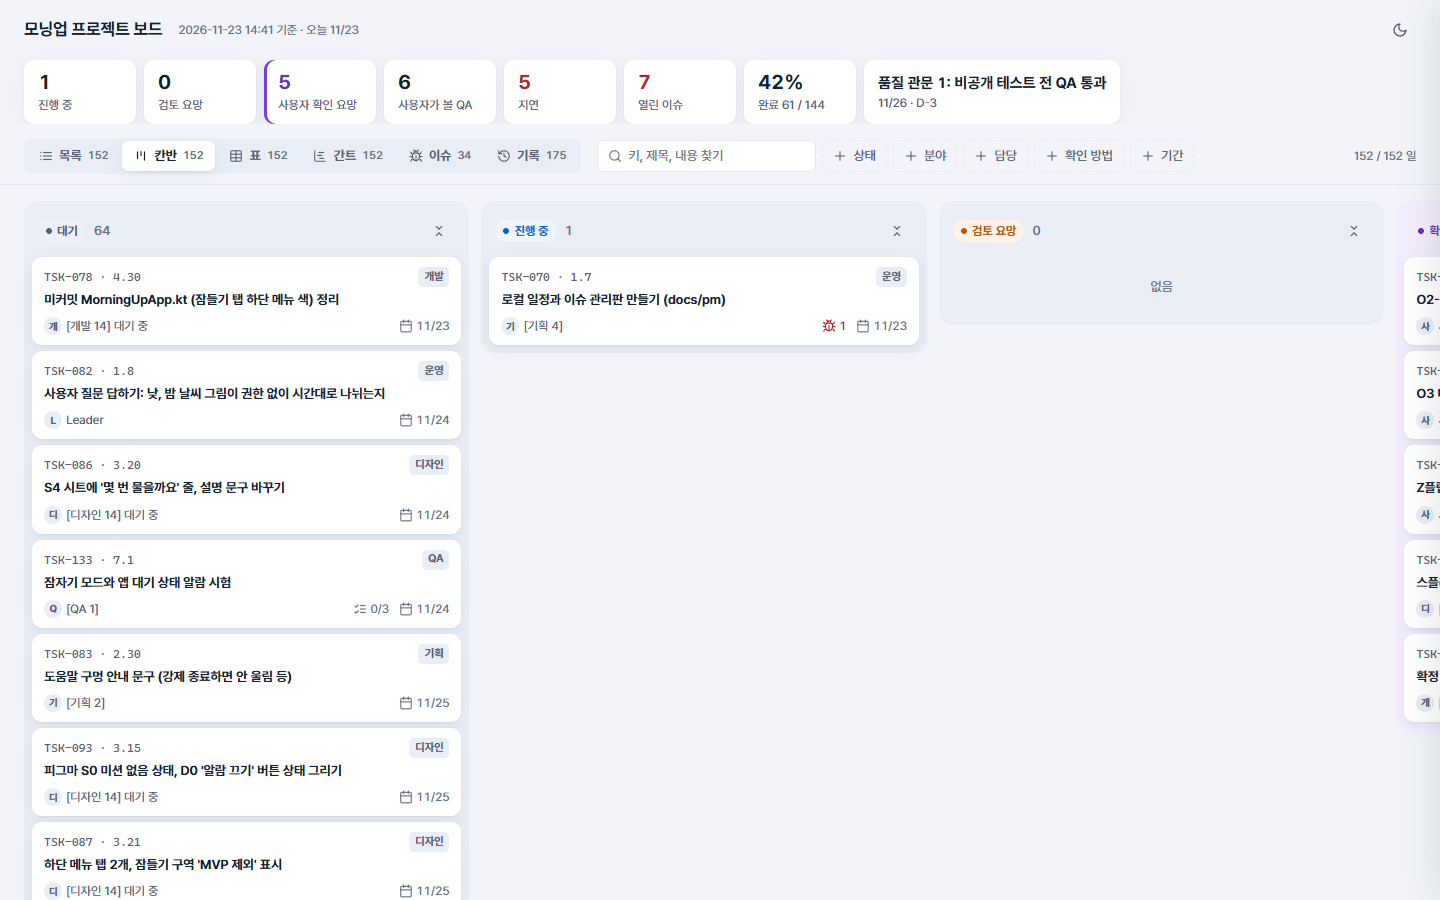 모닝업 프로젝트 보드
2026-11-23 14:41 기준 · 오늘 11/23
1
진행 중
0
검토 요망
5
사용자 확인 요망
6
사용자가 볼 QA
5
지연
7
열린 이슈
42%
완료 61 / 144
품질 관문 1: 비공개 테스트 전 QA 통과
11/26 · D-3
목록 152
칸반 152
표 152
간트 152
이슈 34
기록 175
키, 제목, 내용 찾기
상태
분야
담당
확인 방법
기간
152 / 152 일
대기 64
TSK-078 · 4.30
개발
미커밋 MorningUpApp.kt (잠들기 탭 하단 메뉴 색) 정리
개 [개발 14] 대기 중
11/23
TSK-082 · 1.8
운영
사용자 질문 답하기: 낮, 밤 날씨 그림이 권한 없이 시간대로 나뉘는지
L Leader
11/24
TSK-086 · 3.20
디자인
S4 시트에 '몇 번 물을까요' 줄, 설명 문구 바꾸기
디 [디자인 14] 대기 중
11/24
TSK-133 · 7.1
QA
잠자기 모드와 앱 대기 상태 알람 시험
Q [QA 1]
0/3
11/24
TSK-083 · 2.30
기획
도움말 구멍 안내 문구 (강제 종료하면 안 울림 등)
기 [기획 2]
11/25
TSK-093 · 3.15
디자인
피그마 S0 미션 없음 상태, D0 '알람 끄기' 버튼 상태 그리기
디 [디자인 14] 대기 중
11/25
TSK-087 · 3.21
디자인
하단 메뉴 탭 2개, 잠들기 구역 'MVP 제외' 표시
디 [디자인 14] 대기 중
11/25
진행 중 1
TSK-070 · 1.7
운영
로컬 일정과 이슈 관리판 만들기 (docs/pm)
기 [기획 4]
1
11/23
검토 요망 0
없음
확
TSK-
O2-
사
TSK-
O3
사
TSK-
Z플립
사
TSK-
스플
디
TSK-
확정
개